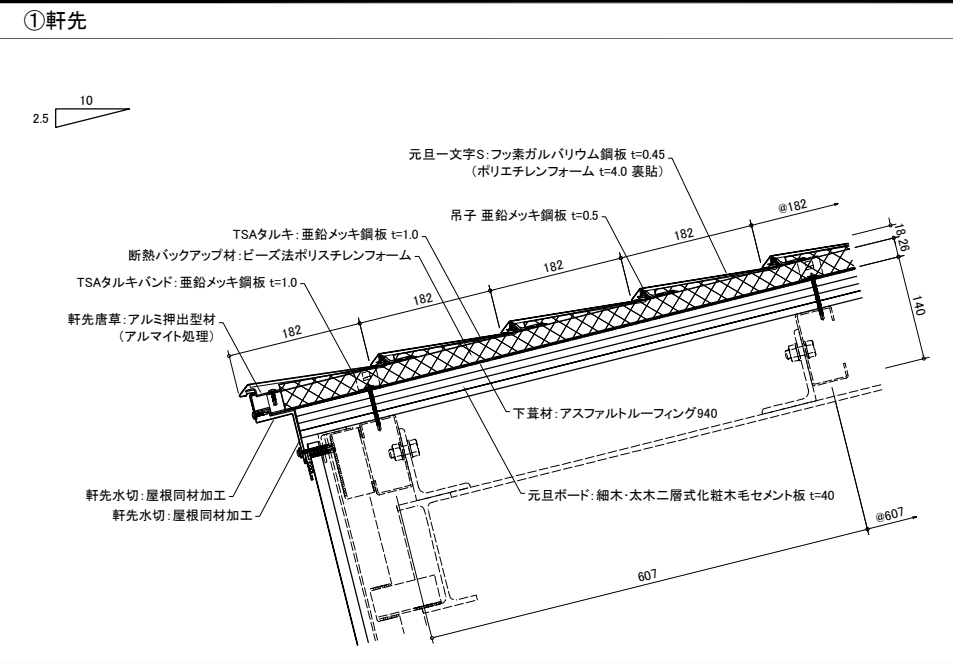 ①軒先
10
2.5
元旦一文字S:フッ素ガルバリウム鋼板 t=0.45
(ポリエチレンフォーム t=4.0 裏貼)
吊子 亜鉛メッキ鋼板 t=0.5
@182
TSAタルキ:亜鉛メッキ鋼板 t=1.0
182
18
断熱バックアップ材:ビーズ法ポリスチレンフォーム
182
26
TSAタルキバンド:亜鉛メッキ鋼板 t=1.0
182
182
140
軒先唐草:アルミ押出型材
(アルマイト処理)
182
下葺材:アスファルトルーフィング940
軒先水切:屋根同材加工
元旦ボード:細木・太木二層式化粧木毛セメント板 t=40
軒先水切:屋根同材加工
@607
607